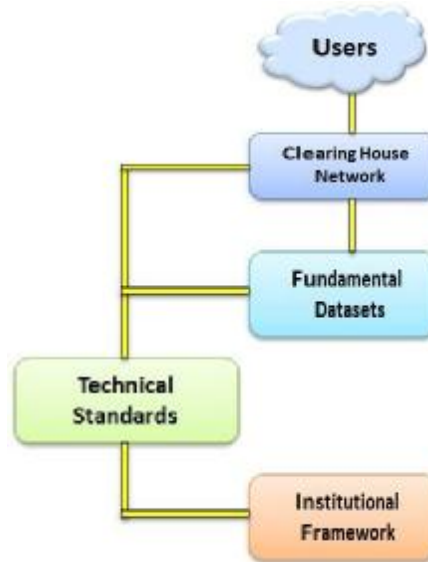 Users
Clearing House
Network
Fundamental
Datasets
Technical
Standards
Institutional
Framework